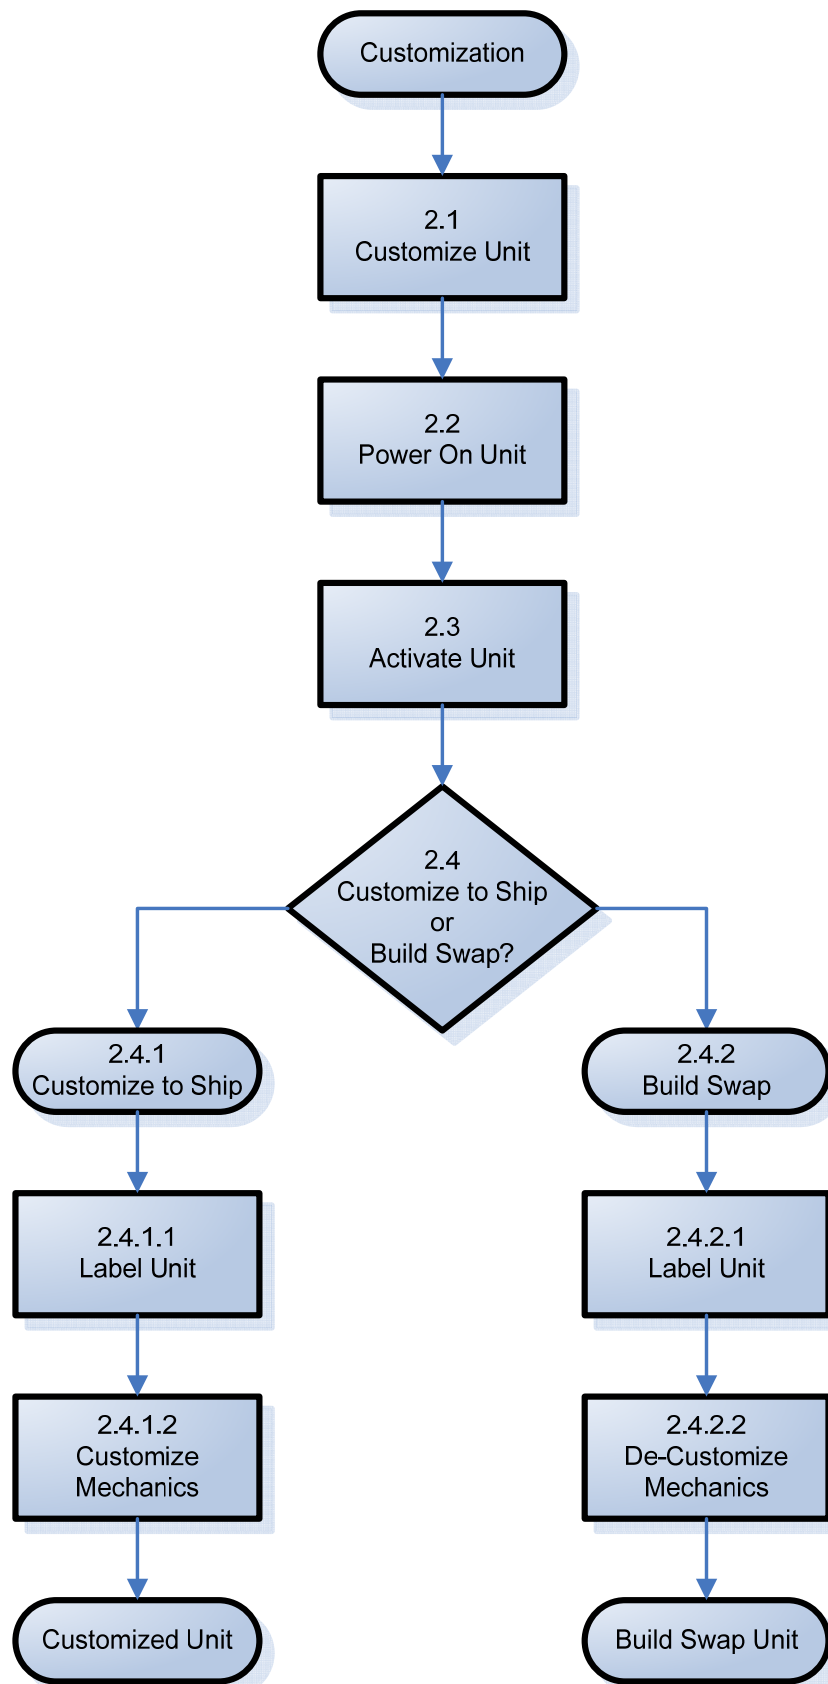 Customization
2.1
Customize Unit
2.2
Power On Unit
2.3
Activate Unit
2.4
Customize to Ship
or
Build Swap?
2.4.1
Customize to Ship
2.4.2
Build Swap
2.4.1.1
Label Unit
2.4.2.1
Label Unit
2.4.1.2
Customize
Mechanics
2.4.2.2
De-Customize
Mechanics
Customized Unit
Build Swap Unit